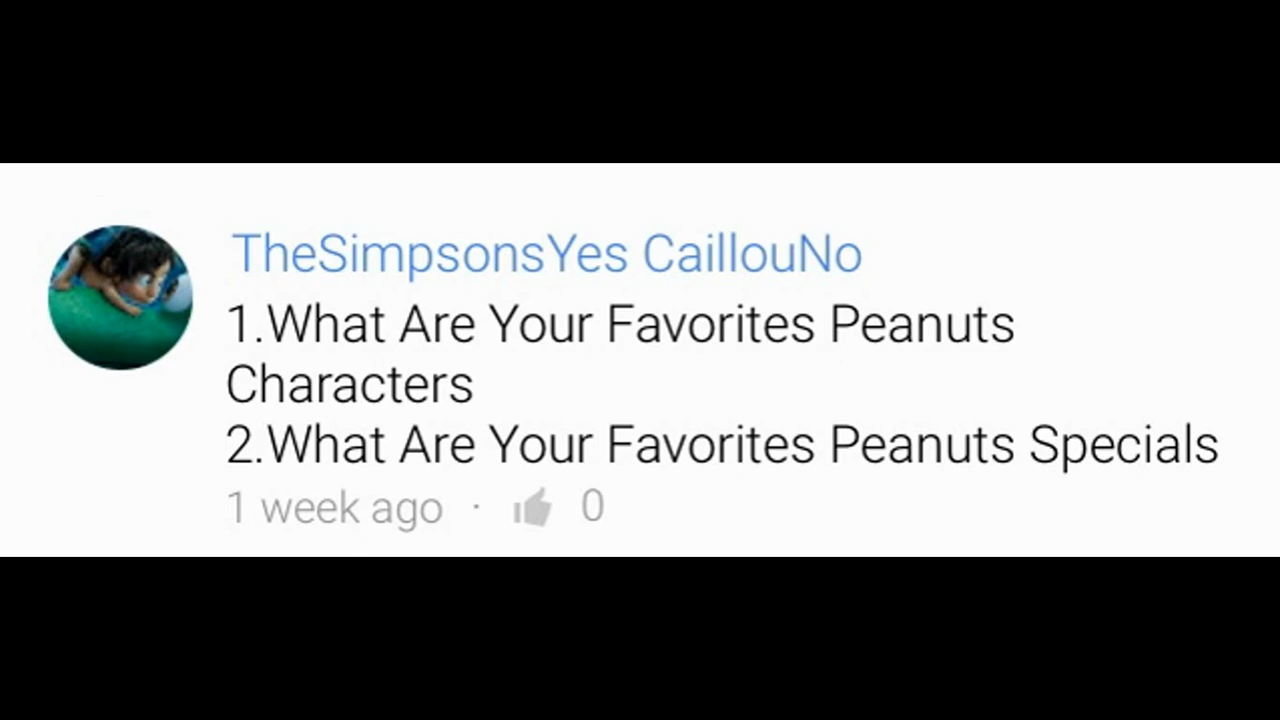 TheSimpsonsYes CaillouNo
1.What Are Your Favorites Peanuts
Characters
2.What Are Your Favorites Peanuts Specials
1 week ago · 0